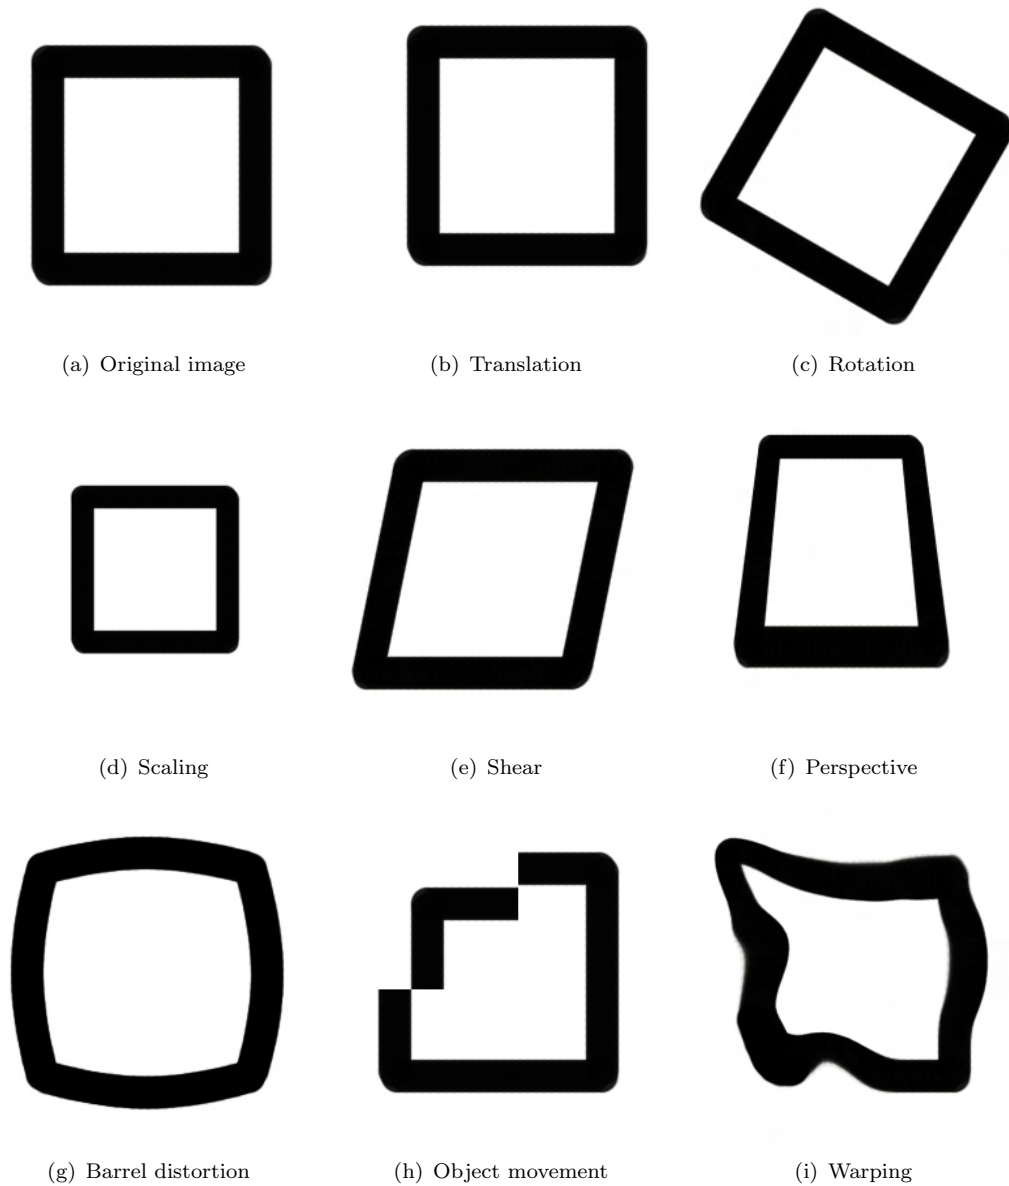 (a) Original image
(b) Translation
(c) Rotation
(d) Scaling
(e) Shear
(f) Perspective
(g) Barrel distortion
(h) Object movement
(i) Warping